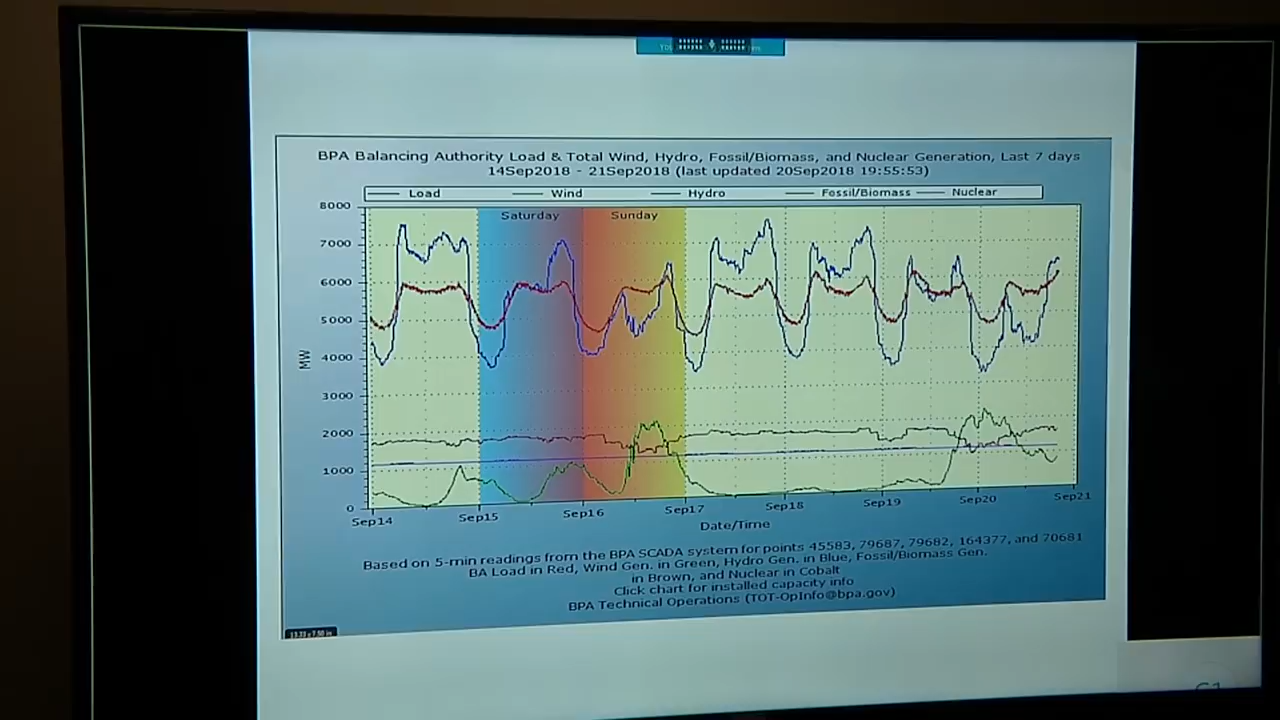 BPA Balancing Authority Load & Total Wind, Hydro, Fossil/Biomass, and Nuclear Generation, Last 7 days
14Sep2018 - 21Sep2018 (last updated 20Sep2018 19:55:53)
Load Wind Hydro Fossil/Biomass Nuclear
Saturday Sunday
8000
7000
6000
5000
4000
3000
2000
1000
0
MW
Sep14 Sep15 Sep16 Sep17 Sep18 Sep19 Sep20 Sep21
Date/Time
Based on 5-min readings from the BPA SCADA system for points 45583, 79687, 79682, 164377, and 70681
BA Load in Red, Wind Gen. in Green, Hydro Gen. in Blue, Fossil/Biomass Gen.
in Brown, and Nuclear in Cobalt
Click chart for installed capacity info
BPA Technical Operations (TOT-OpInfo@bpa.gov)